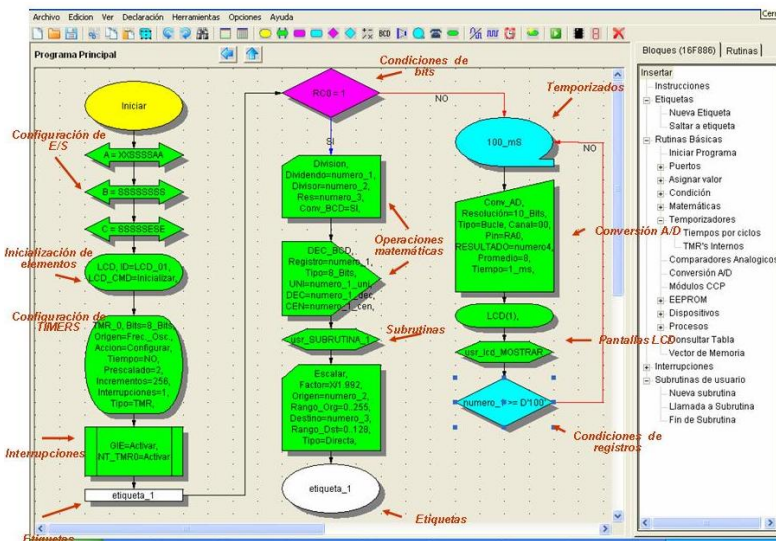 Archivo Edicion Ver Declaración Herramientas Opciones Ayuda
Cer
BCD
Programa Principal
Iniciar
Configuración de
E/S
A = XXSSSSAA
B = SSSSSSSS
C = SSSSSESE
Inicialización de
elementos
LCD, ID=LCD_01,
LCD_CMD=Inicializar,
Configuración
de TIMERS
TMR_0, Bits=8_Bits,
Origen=Frec._Osc.,
Accion=Configurar,
Tiempo=NO,
Prescalado=2,
Incrementos=256,
Interrupciones=1,
Tipo=TMR,
Interrupciones
GIE=Activar,
INT_TMR0=Activar
etiqueta_1
Etiquetas
Condiciones de
bits
RC0 = 1
NO
SI
Division,
Dividendo=numero_1,
Divisor=numero_2,
Res=numero_3,
Conv_BCD=SI,
Operaciones
matemáticas
DEC_BCD,
Registro=numero_1,
Tipo=8_Bits,
UNI=numero_1_uni,
DEC=numero_1_dec,
CEN=numero_1_cen,
Subrutinas
usr_SUBRUTINA_1
Escalar,
Factor=X/1.992,
Origen=numero_2,
Rango_Org=0..255,
Destino=numero_3,
Rango_Dst=0..128,
Tipo=Directa,
etiqueta_1
Etiquetas
Temporizados
100_mS
NO
Conv_AD,
Resolución=10_Bits,
Tipo=Bucle, Canal=00,
Pin=RA0,
RESULTADO=numero4,
Promedio=8,
Tiempo=1_ms,
Conversión A/D
LCD(1),
Pantallas LCD
usr_lcd_MOSTRAR
>= D'100'
Condiciones de
registros
Bloques (16F886) Rutinas
Insertar
Instrucciones
Etiquetas
Nueva Etiqueta
Saltar a etiqueta
Rutinas Básicas
Iniciar Programa
Puertos
Asignar valor
Condición
Matemáticas
Temporizadores
Tiempos por ciclos
TMR's Internos
Comparadores Analogicos
Conversión A/D
Módulos CCP
EEPROM
Dispositivos
Procesos
Consultar Tabla
Vector de Memoria
Interrupciones
Subrutinas de usuario
Nueva subrutina
Llamada a Subrutina
Fin de Subrutina